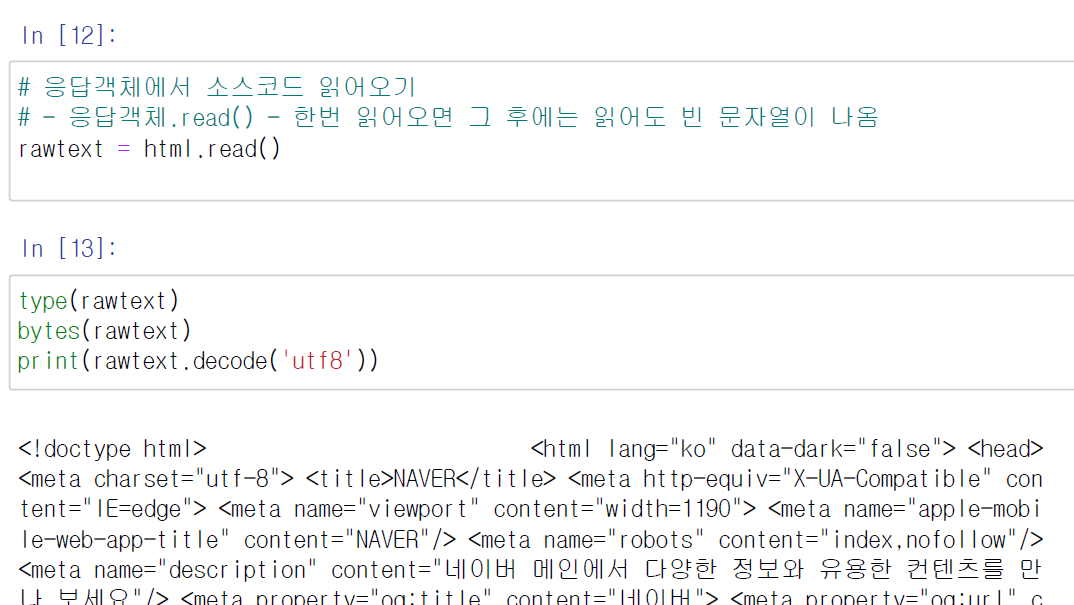 In [12]:
# 응답객체에서 소스코드 읽어오기
# - 응답객체.read() - 한번 읽어오면 그 후에는 읽어도 빈 문자열이 나옴
rawtext = html.read()
In [13]:
type(rawtext)
bytes(rawtext)
print(rawtext.decode('utf8'))
<!doctype html> <html lang="ko" data-dark="false"> <head>
<meta charset="utf-8"> <title>NAVER</title> <meta http-equiv="X-UA-Compatible" con
tent="IE=edge"> <meta name="viewport" content="width=1190"> <meta name="apple-mobi
le-web-app-title" content="NAVER"/> <meta name="robots" content="index,nofollow"/>
<meta name="description" content="네이버 메인에서 다양한 정보와 유용한 컨텐츠를 만
나 보세요"/> <meta property="og:title" content="네이버"> <meta property="og:url" c